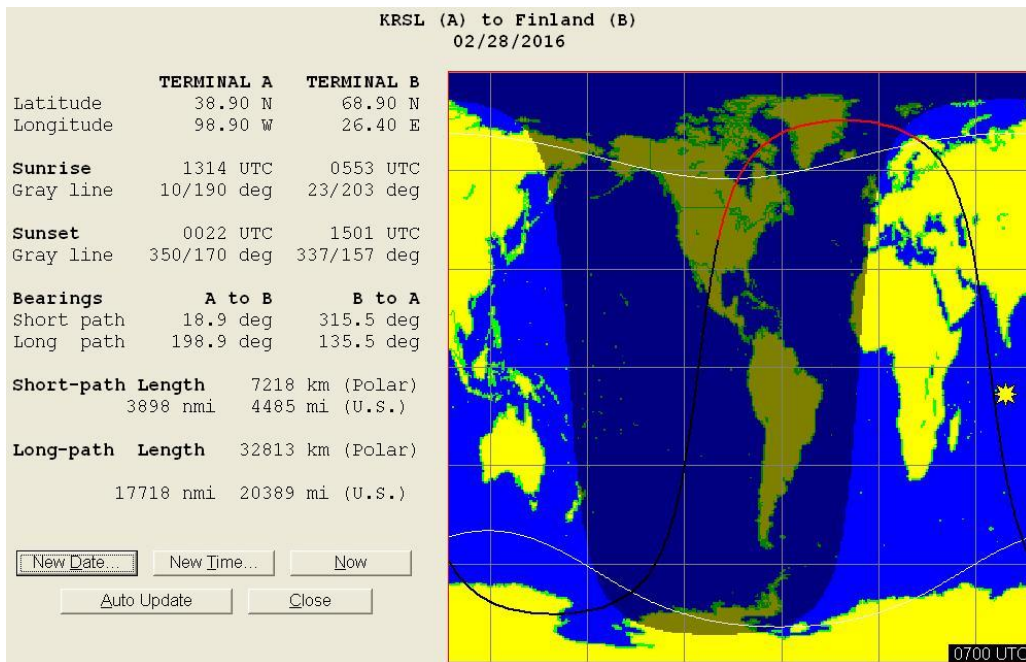 KRSL (A) to Finland (B)
02/28/2016
TERMINAL A TERMINAL B
Latitude 38.90 N 68.90 N
Longitude 98.90 W 26.40 E
Sunrise 1314 UTC 0553 UTC
Gray line 10/190 deg 23/203 deg
Sunset 0022 UTC 1501 UTC
Gray line 350/170 deg 337/157 deg
Bearings A to B B to A
Short path 18.9 deg 315.5 deg
Long path 198.9 deg 135.5 deg
Short-path Length 7218 km (Polar)
3898 nmi 4485 mi (U.S.)
Long-path Length 32813 km (Polar)
17718 nmi 20389 mi (U.S.)
New Date... New Time... Now
Auto Update Close
0700 UTC